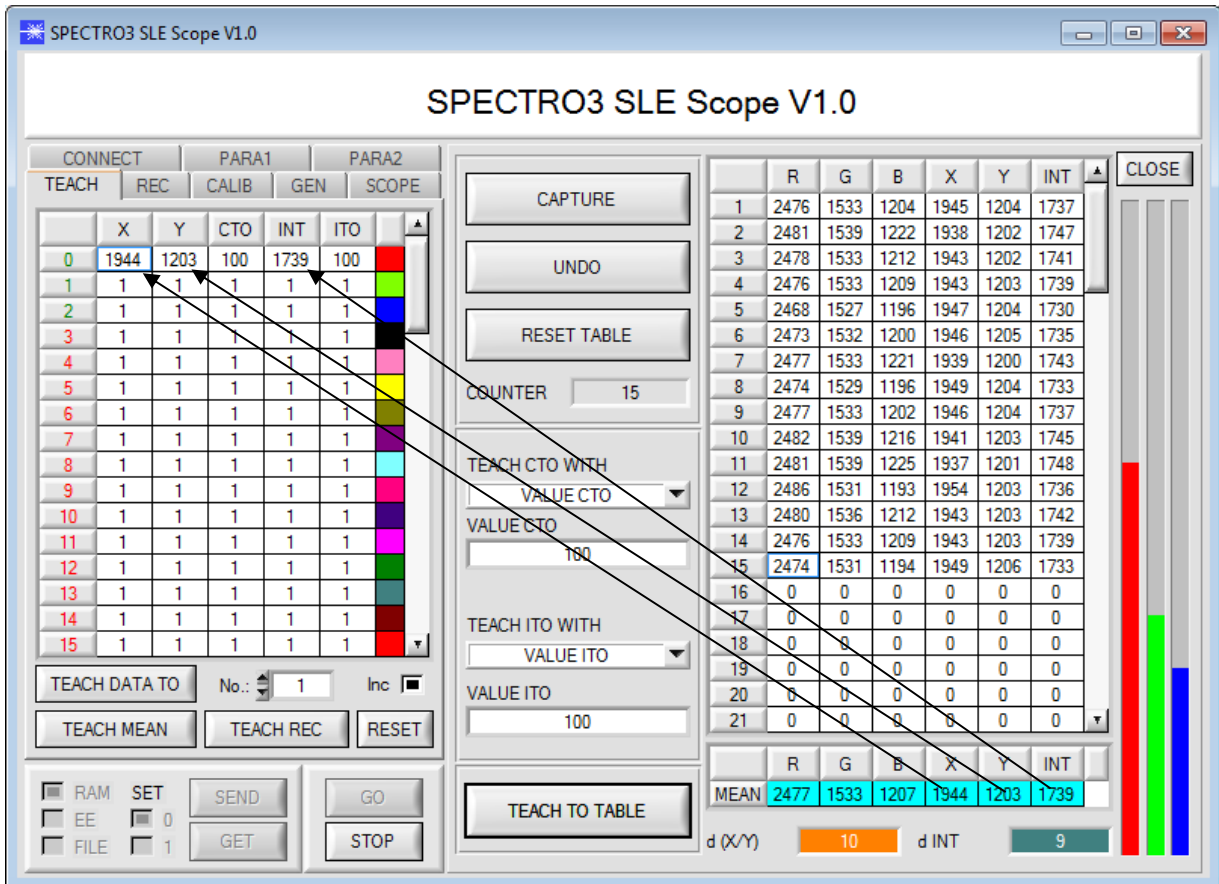 SPECTRO3 SLE Scope V1.0
SPECTRO3 SLE Scope V1.0
CONNECT PARA1 PARA2
TEACH REC CALIB GEN SCOPE
X Y CTO INT ITO
0 1944 1203 100 1739 100
1 1 1 1 1 1
2 1 1 1 1 1
3 1 1 1 1 1
4 1 1 1 1 1
5 1 1 1 1 1
6 1 1 1 1 1
7 1 1 1 1 1
8 1 1 1 1 1
9 1 1 1 1 1
10 1 1 1 1 1
11 1 1 1 1 1
12 1 1 1 1 1
13 1 1 1 1 1
14 1 1 1 1 1
15 1 1 1 1 1
TEACH DATA TO No.: 1 Inc
TEACH MEAN TEACH REC RESET
RAM SET SEND GO
EE 0
FILE 1 GET STOP
CAPTURE
UNDO
RESET TABLE
COUNTER 15
TEACH CTO WITH
VALUE CTO
VALUE CTO
100
TEACH ITO WITH
VALUE ITO
VALUE ITO
100
TEACH TO TABLE
R G B X Y INT
1 2476 1533 1204 1945 1204 1737
2 2481 1539 1222 1938 1202 1747
3 2478 1533 1212 1943 1202 1741
4 2476 1533 1209 1943 1203 1739
5 2468 1527 1196 1947 1204 1730
6 2473 1532 1200 1946 1205 1735
7 2477 1533 1221 1939 1200 1743
8 2474 1529 1196 1949 1204 1733
9 2477 1533 1202 1946 1204 1737
10 2482 1539 1216 1941 1203 1745
11 2481 1539 1225 1937 1201 1748
12 2486 1531 1193 1954 1203 1736
13 2480 1536 1212 1943 1203 1742
14 2476 1533 1209 1943 1203 1739
15 2474 1531 1194 1949 1206 1733
16 0 0 0 0 0 0
17 0 0 0 0 0 0
18 0 0 0 0 0 0
19 0 0 0 0 0 0
20 0 0 0 0 0 0
21 0 0 0 0 0 0
R G B X Y INT
MEAN 2477 1533 1207 1944 1203 1739
d (X/Y) 10 d INT 9
CLOSE